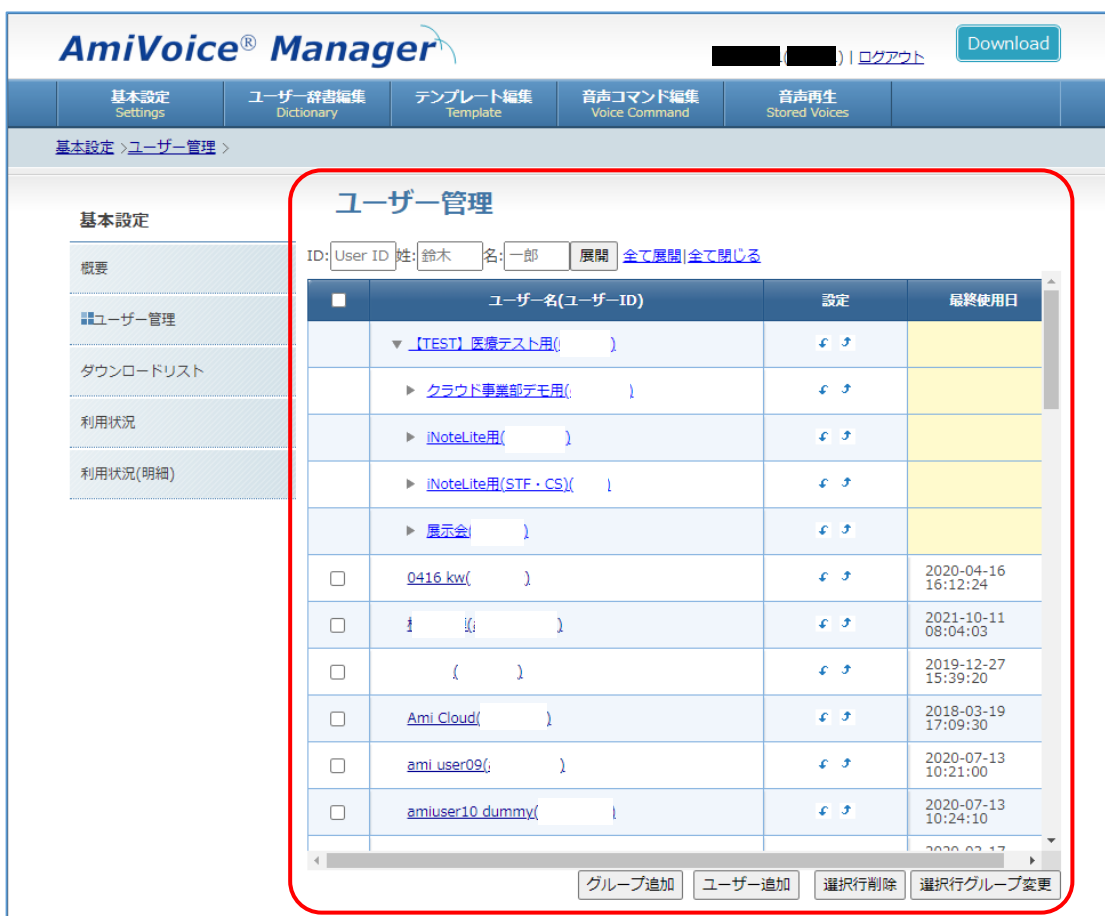 AmiVoice® Manager
( ) | ログアウト
Download
基本設定 ユーザー辞書編集 テンプレート編集 音声コマンド編集 音声再生
Settings Dictionary Template Voice Command Stored Voices
基本設定 >ユーザー管理 >
基本設定
概要
ユーザー管理
ダウンロードリスト
利用状況
利用状況(明細)
ユーザー管理
ID: User ID 姓: 鈴木 名: 一郎 展開 全て展開|全て閉じる
ユーザー名(ユーザーID) 設定 最終使用日
▼ 【TEST】医療テスト用( )
▶ クラウド事業部デモ用( )
▶ iNoteLite用( )
▶ iNoteLite用(STF・CS)( )
▶ 展示会( )
0416 kw( ) 2020-04-16
16:12:24
( ) 2021-10-11
08:04:03
( ) 2019-12-27
15:39:20
Ami Cloud( ) 2018-03-19
17:09:30
ami user09( ) 2020-07-13
10:21:00
amiuser10 dummy( ) 2020-07-13
10:24:10
グループ追加 ユーザー追加 選択行削除 選択行グループ変更